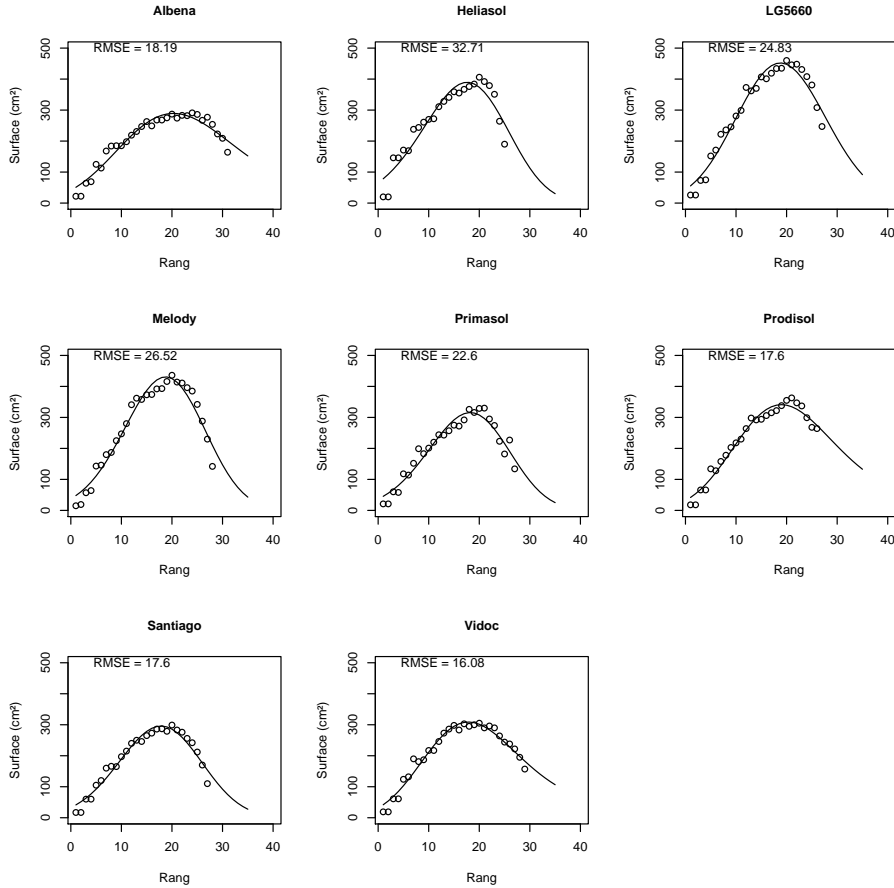 Albena
Heliasol
LG5660
RMSE = 18.19
RMSE = 32.71
RMSE = 24.83
Surface (cm²)
0
100
300
500
0 10 20 30 40
Rang
Surface (cm²)
0
100
300
500
0 10 20 30 40
Rang
Surface (cm²)
0
100
300
500
0 10 20 30 40
Rang
Melody
Primasol
Prodisol
RMSE = 26.52
RMSE = 22.6
RMSE = 17.6
Surface (cm²)
0
100
300
500
0 10 20 30 40
Rang
Surface (cm²)
0
100
300
500
0 10 20 30 40
Rang
Surface (cm²)
0
100
300
500
0 10 20 30 40
Rang
Santiago
Vidoc
RMSE = 17.6
RMSE = 16.08
Surface (cm²)
0
100
300
500
0 10 20 30 40
Rang
Surface (cm²)
0
100
300
500
0 10 20 30 40
Rang